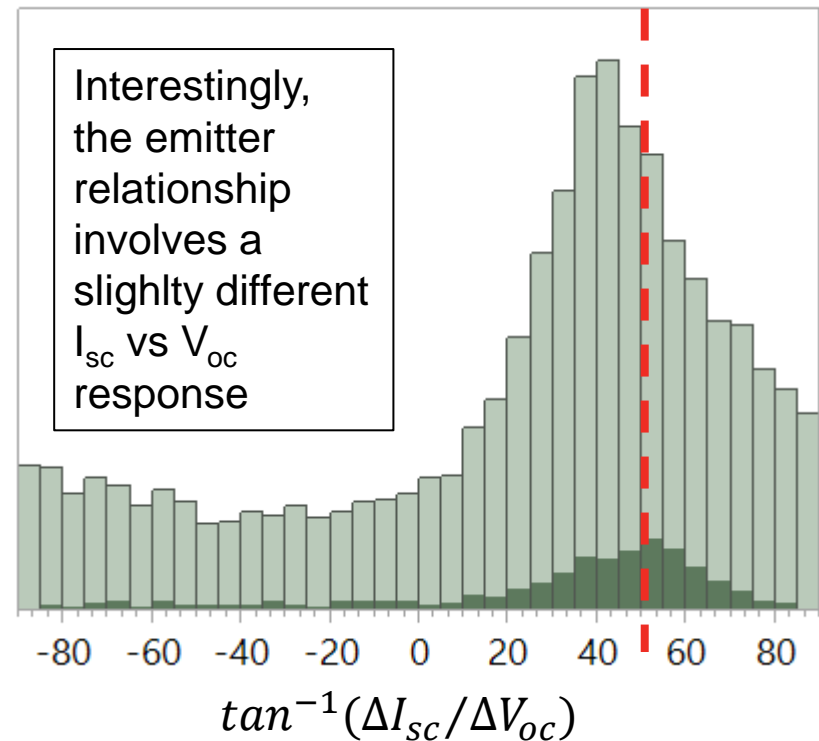 Interestingly,
the emitter
relationship
involves a
slighlty different
Isc vs Voc
response
-80 -60 -40 -20 0 20 40 60 80
tan⁻¹(ΔIsc/ΔVoc)